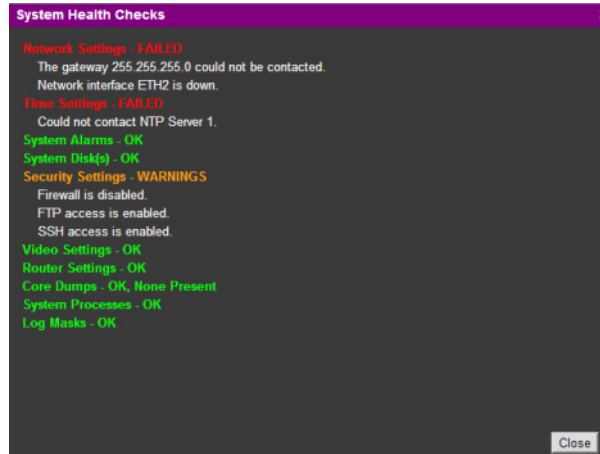 System Health Checks
Network Settings - FAILED
The gateway 255.255.255.0 could not be contacted.
Network interface ETH2 is down.
Time Settings - FAILED
Could not contact NTP Server 1.
System Alarms - OK
System Disk(s) - OK
Security Settings - WARNINGS
Firewall is disabled.
FTP access is enabled.
SSH access is enabled.
Video Settings - OK
Router Settings - OK
Core Dumps - OK, None Present
System Processes - OK
Log Masks - OK
Close